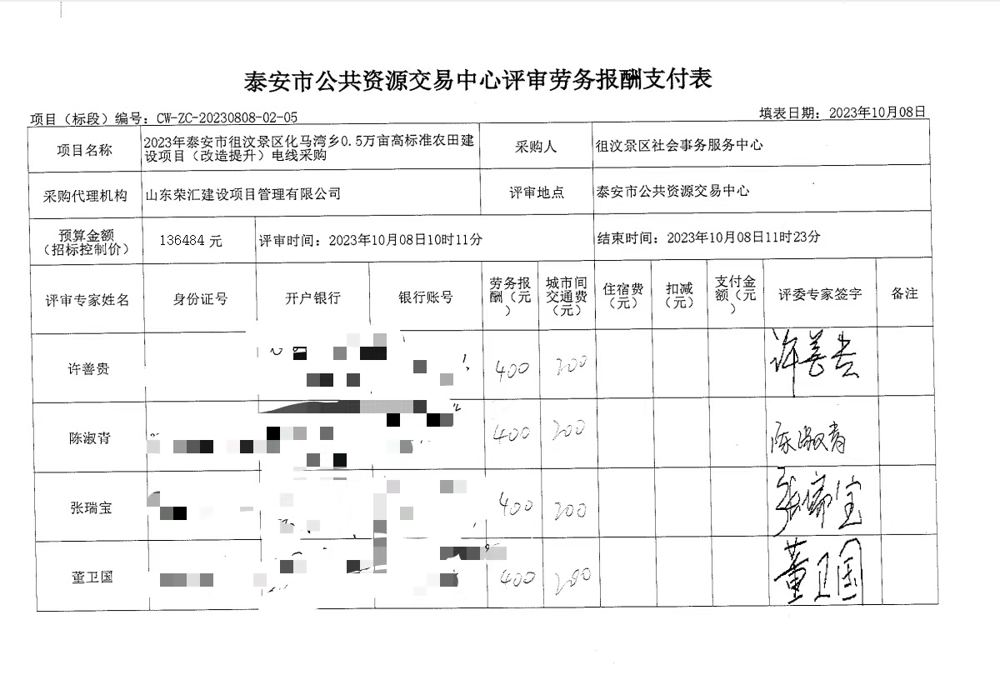 泰安市公共资源交易中心评审劳务报酬支付表
项目（标段）编号：CW-ZC-20230808-02-05
填表日期：2023年10月08日
项目名称
2023年泰安市徂汶景区化马湾乡0.5万亩高标准农田建
设项目（改造提升）电线采购
采购人
徂汶景区社会事务服务中心
采购代理机构
山东荣汇建设项目管理有限公司
评审地点
泰安市公共资源交易中心
预算金额
（招标控制价）
136484 元
评审时间：2023年10月08日10时11分
结束时间：2023年10月08日11时23分
评审专家姓名
身份证号
开户银行
银行账号
劳务报
酬（元
）
城市间
交通费
（元）
住宿费
（元）
扣减
（元）
支付金
额（元
）
评委专家签字
备注
许善贵
400
200
许善贵
陈淑青
400
200
陈淑青
张瑞宝
400
200
张瑞宝
董卫国
400
200
董卫国